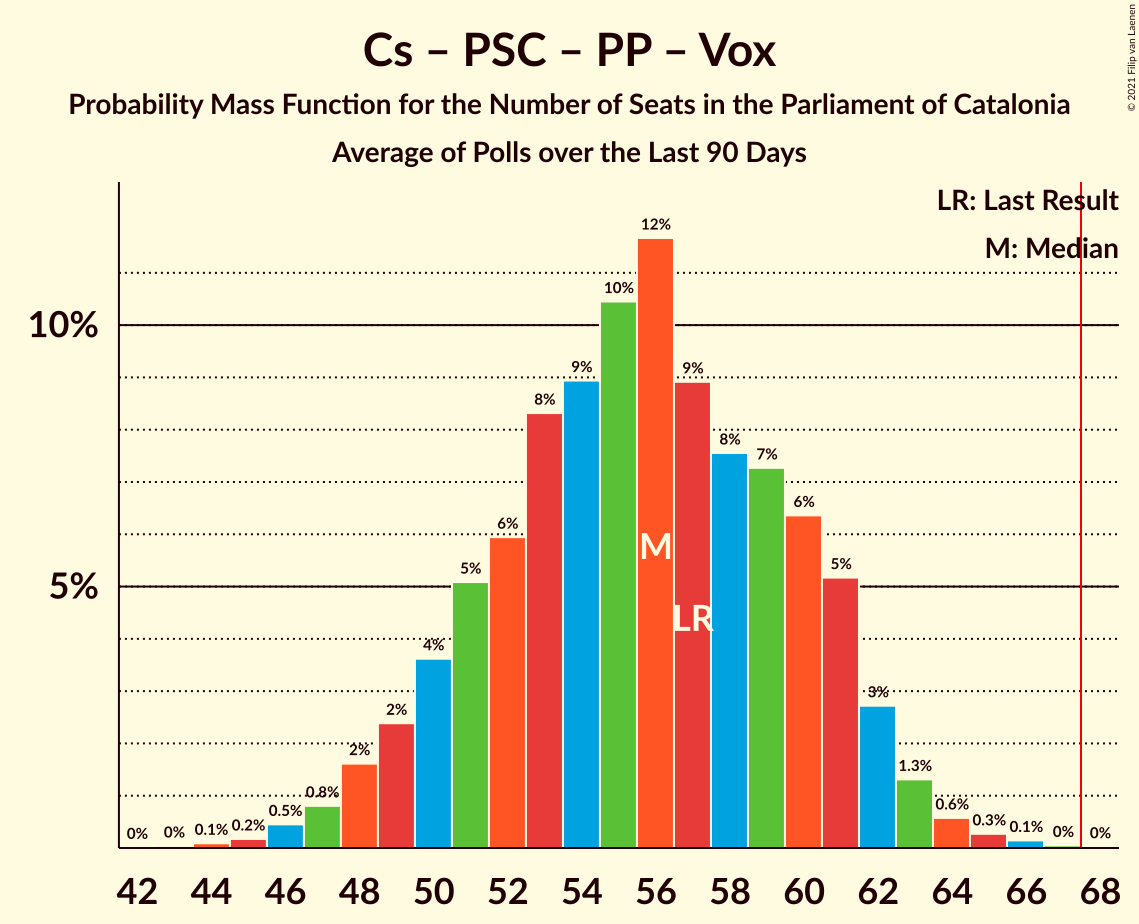 Cs – PSC – PP – Vox
Probability Mass Function for the Number of Seats in the Parliament of Catalonia
Average of Polls over the Last 90 Days
© 2021 Filip van Laenen
LR: Last Result
M: Median
10%
5%
0% 0% 0.1% 0.2% 0.5% 0.8% 2% 2% 4% 5% 6% 8% 9% 10% 12% 9% 8% 7% 6% 5% 3% 1.3% 0.6% 0.3% 0.1% 0% 0%
M
LR
42 44 46 48 50 52 54 56 58 60 62 64 66 68